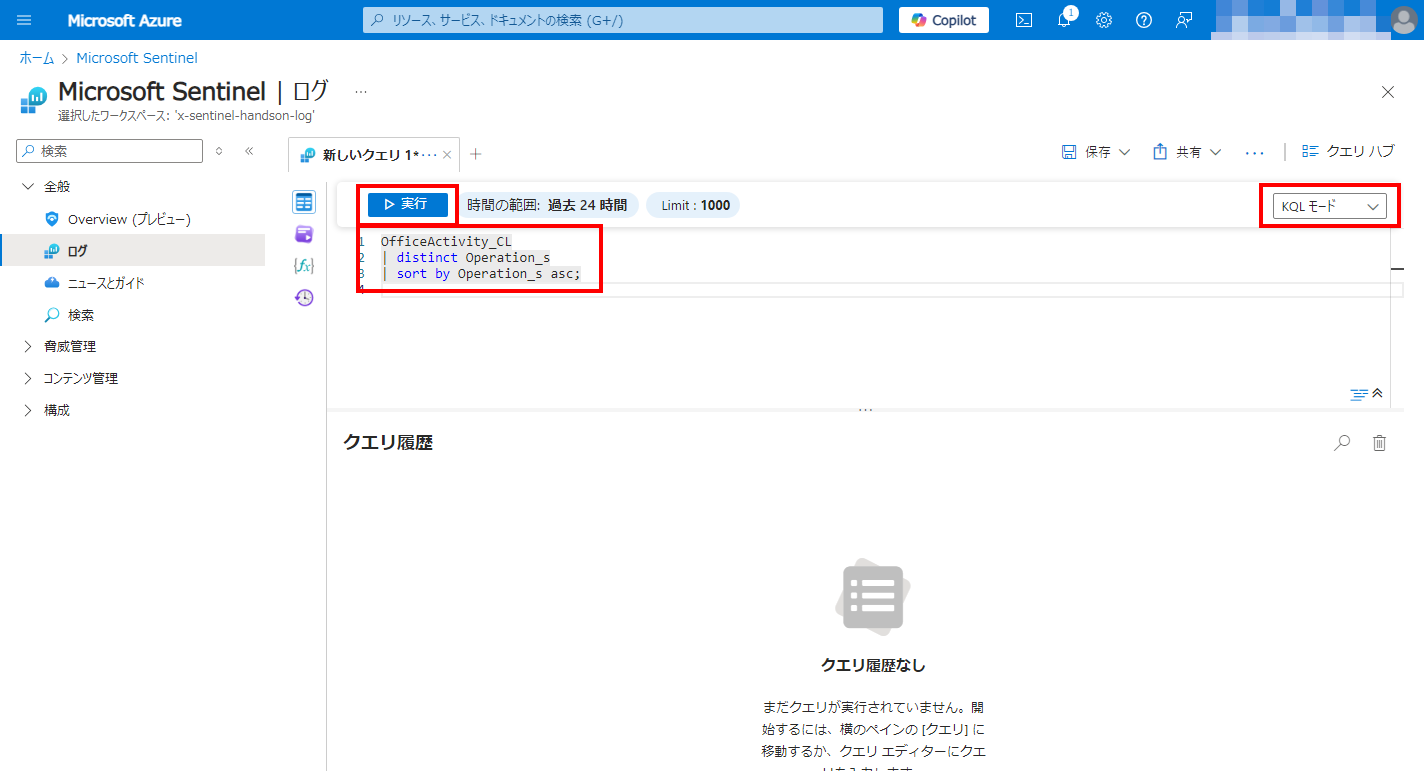 Microsoft Azure
リソース、サービス、ドキュメントの検索 (G+/)
Copilot
1
ホーム > Microsoft Sentinel
Microsoft Sentinel | ログ ...
選択したワークスペース: 'x-sentinel-handson-log'
検索
全般
Overview (プレビュー)
ログ
ニュースとガイド
検索
脅威管理
コンテンツ管理
構成
新しいクエリ 1*...
保存
共有
...
クエリ ハブ
実行
時間の範囲: 過去 24 時間
Limit : 1000
KQL モード
1 OfficeActivity_CL
2 | distinct Operation_s
3 | sort by Operation_s asc;
4
クエリ履歴
クエリ履歴なし
まだクエリが実行されていません。開
始するには、横のペインの [クエリ] に
移動するか、クエリ エディターにクエ